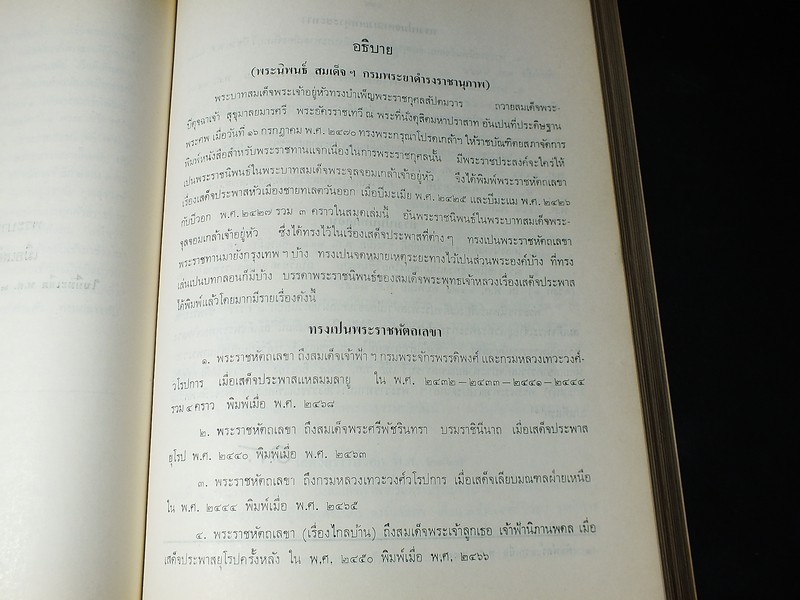 อธิบาย
(พระนิพนธ์ สมเด็จฯ กรมพระยาดำรงราชานุภาพ)
พระบาทสมเด็จพระเจ้าอยู่หัวทรงบำเพ็ญพระราชกุศลสัปตมวาร ถวายสมเด็จพระ-
ปิตุจฉาเจ้า สุขุมาลยมารศรี พระอัครราชเทวี ณ พระที่นั่งดุสิตมหาปราสาท อันเปนที่ประดิษฐาน
พระศพ เมื่อวันที่ ๑๖ กรกฎาคม พ.ศ. ๒๔๗๐ ทรงพระกรุณาโปรดเกล้าฯ ให้ราชบัณฑิตยสภาจัดการ
พิมพ์หนังสือสำหรับพระราชทานแจกเนื่องในการพระราชกุศลนั้น มีพระราชประสงค์จะใคร่ให้
เปนพระราชนิพนธ์ในพระบาทสมเด็จพระจุลจอมเกล้าเจ้าอยู่หัว จึงได้พิมพ์พระราชหัตถเลขา
เรื่องเสด็จประพาสหัวเมืองชายทเลตวันออก เมื่อปีมะเมีย พ.ศ. ๒๔๒๕ และปีมะแม พ.ศ. ๒๔๒๖
กับปีวอก พ.ศ. ๒๔๒๗ รวม ๓ คราวในสมุดเล่มนี้ อันพระราชนิพนธ์ในพระบาทสมเด็จพระ-
จุลจอมเกล้าเจ้าอยู่หัว ซึ่งได้ทรงไว้ในเรื่องเสด็จประพาสที่ต่างๆ ทรงเปนพระราชหัตถเลขา
พระราชทานมายังกรุงเทพฯ บ้าง ทรงเปนจดหมายเหตุระยะทางไว้เปนส่วนพระองค์บ้าง ที่ทรง
เล่นเปนบทกลอนก็มีบ้าง บรรดาพระราชนิพนธ์ของสมเด็จพระพุทธเจ้าหลวงเรื่องเสด็จประพาส
ได้พิมพ์แล้วโดยมากมีรายเรื่องดังนี้
ทรงเปนพระราชหัตถเลขา
๑. พระราชหัตถเลขา ถึงสมเด็จเจ้าฟ้า ฯ กรมพระจักรพรรดิพงศ์ และกรมหลวงเทวะวงศ์-
วโรปการ เมื่อเสด็จประพาสแหลมมลายู ใน พ.ศ. ๒๔๓๒—๒๔๓๓—๒๔๔๑—๒๔๔๔
รวม ๔ คราว พิมพ์เมื่อ พ.ศ. ๒๔๖๘
๒. พระราชหัตถเลขา ถึงสมเด็จพระศรีพัชรินทรา บรมราชินีนาถ เมื่อเสด็จประพาส
ยุโรป พ.ศ. ๒๔๔๐ พิมพ์เมื่อ พ.ศ. ๒๔๖๓
๓. พระราชหัตถเลขา ถึงกรมหลวงเทวะวงศ์วโรปการ เมื่อเสด็จเลียบมณฑลฝ่ายเหนือ
ใน พ.ศ. ๒๔๔๔ พิมพ์เมื่อ พ.ศ. ๒๔๖๕
๔. พระราชหัตถเลขา (เรื่องไกลบ้าน) ถึงสมเด็จพระเจ้าลูกเธอ เจ้าฟ้านิภานพดล เมื่อ
เสด็จประพาสยุโรปครั้งหลัง ใน พ.ศ. ๒๔๕๐ พิมพ์เมื่อ พ.ศ. ๒๔๖๖